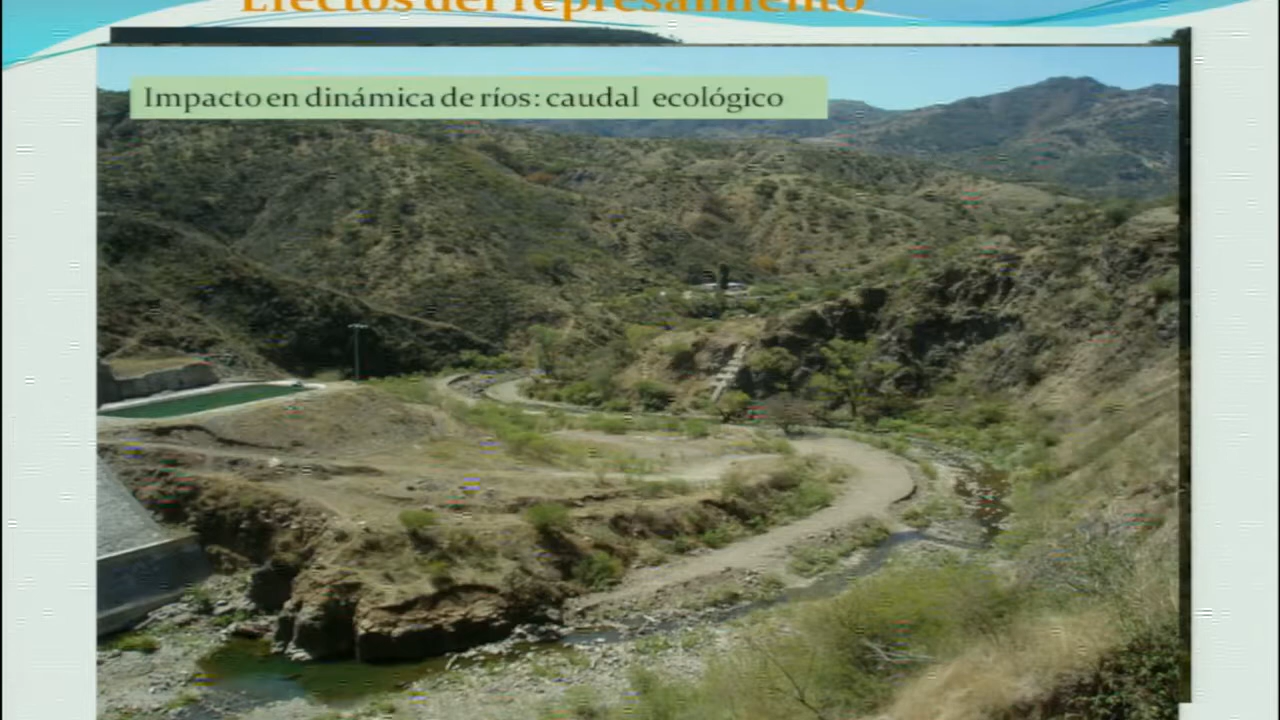 Efectos del represamiento
Impacto en dinámica de ríos: caudal ecológico